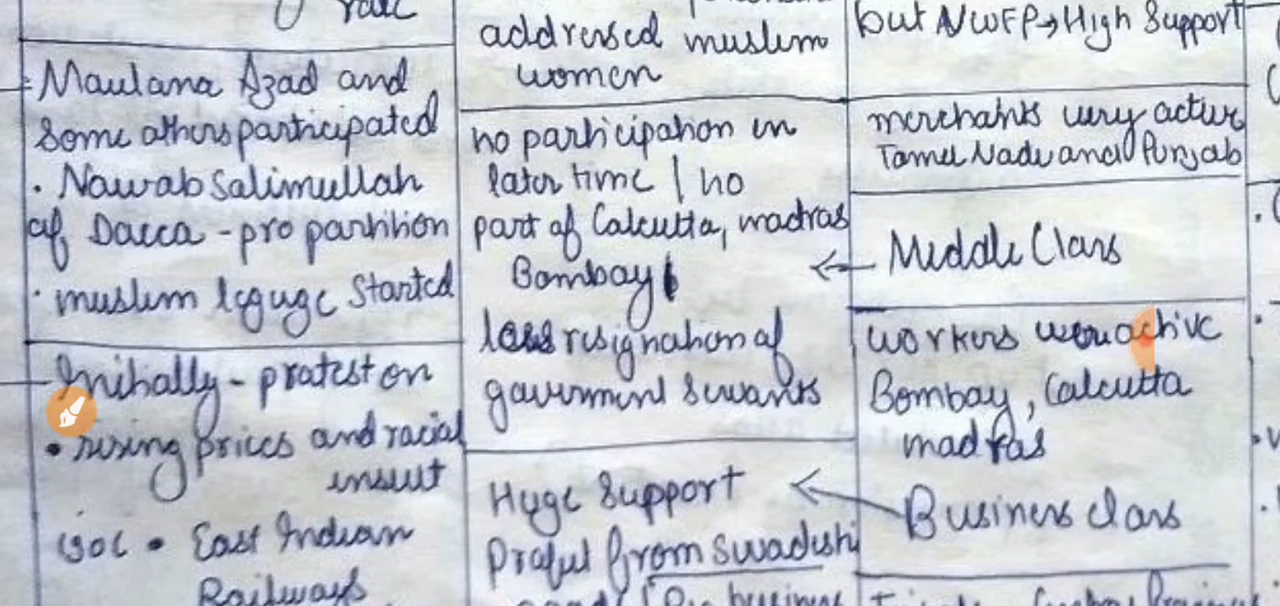 addressed muslim
women
but NWFP→High Support
Maulana Azad and
Some others participated
. Nawab Salimullah
of Dacca - pro partition
. muslim leguge Started
no participation in
later time / no
part of Calcutta, madras
Bombay
less resignation of
government servants
merchants very active
Tamil Nadu and Punjab
← Middle Class
workers were active
Bombay, Calcutta
madras
Initially - protest on
• rising prices and racial
insult
• East Indian
Railways
Huge Support
← Business class
from Swadeshi
business